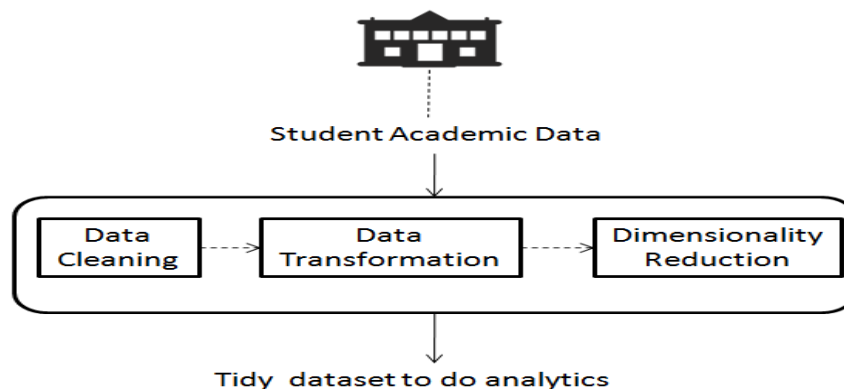 Student Academic Data
Data
Cleaning
Data
Transformation
Dimensionality
Reduction
Tidy dataset to do analytics